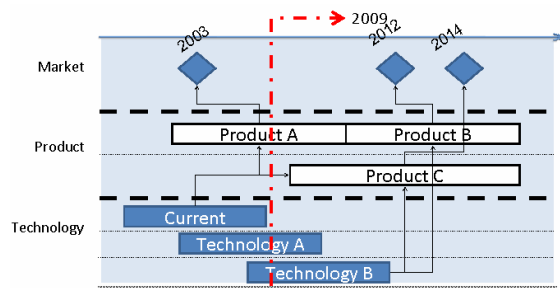 2009
2003
2012
2014
Market
Product A
Product B
Product
Product C
Technology
Current
Technology A
Technology B